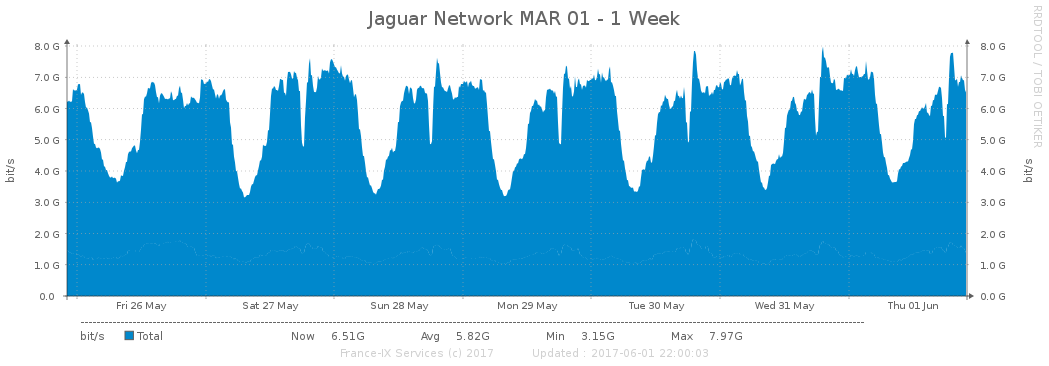 Jaguar Network MAR 01 - 1 Week
RRDTOOL / TOBI OETIKER
8.0 G 8.0 G
7.0 G 7.0 G
6.0 G 6.0 G
5.0 G 5.0 G
4.0 G 4.0 G
3.0 G 3.0 G
2.0 G 2.0 G
1.0 G 1.0 G
0.0 0.0 G
bit/s bit/s
Fri 26 May Sat 27 May Sun 28 May Mon 29 May Tue 30 May Wed 31 May Thu 01 Jun
bit/s Total Now 6.51G Avg 5.82G Min 3.15G Max 7.97G
France-IX Services (c) 2017 Updated : 2017-06-01 22:00:03